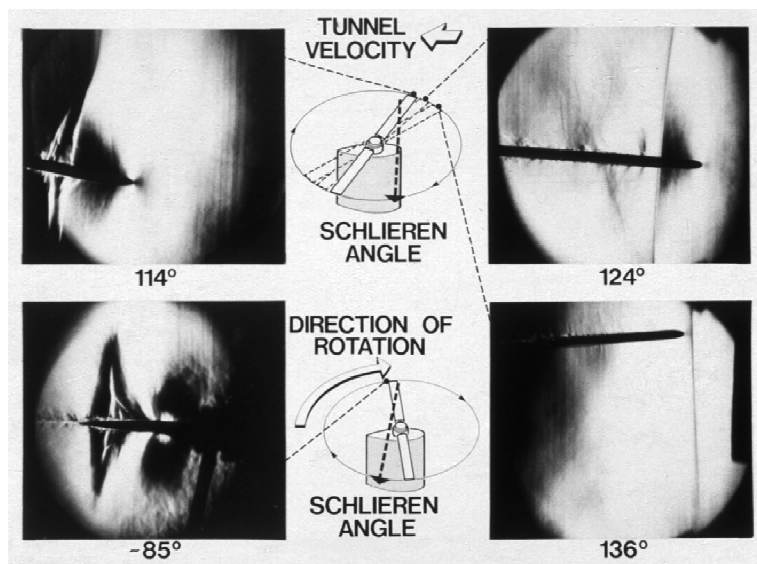 TUNNEL
VELOCITY
SCHLIEREN
ANGLE
114°
124°
DIRECTION OF
ROTATION
SCHLIEREN
ANGLE
~85°
136°